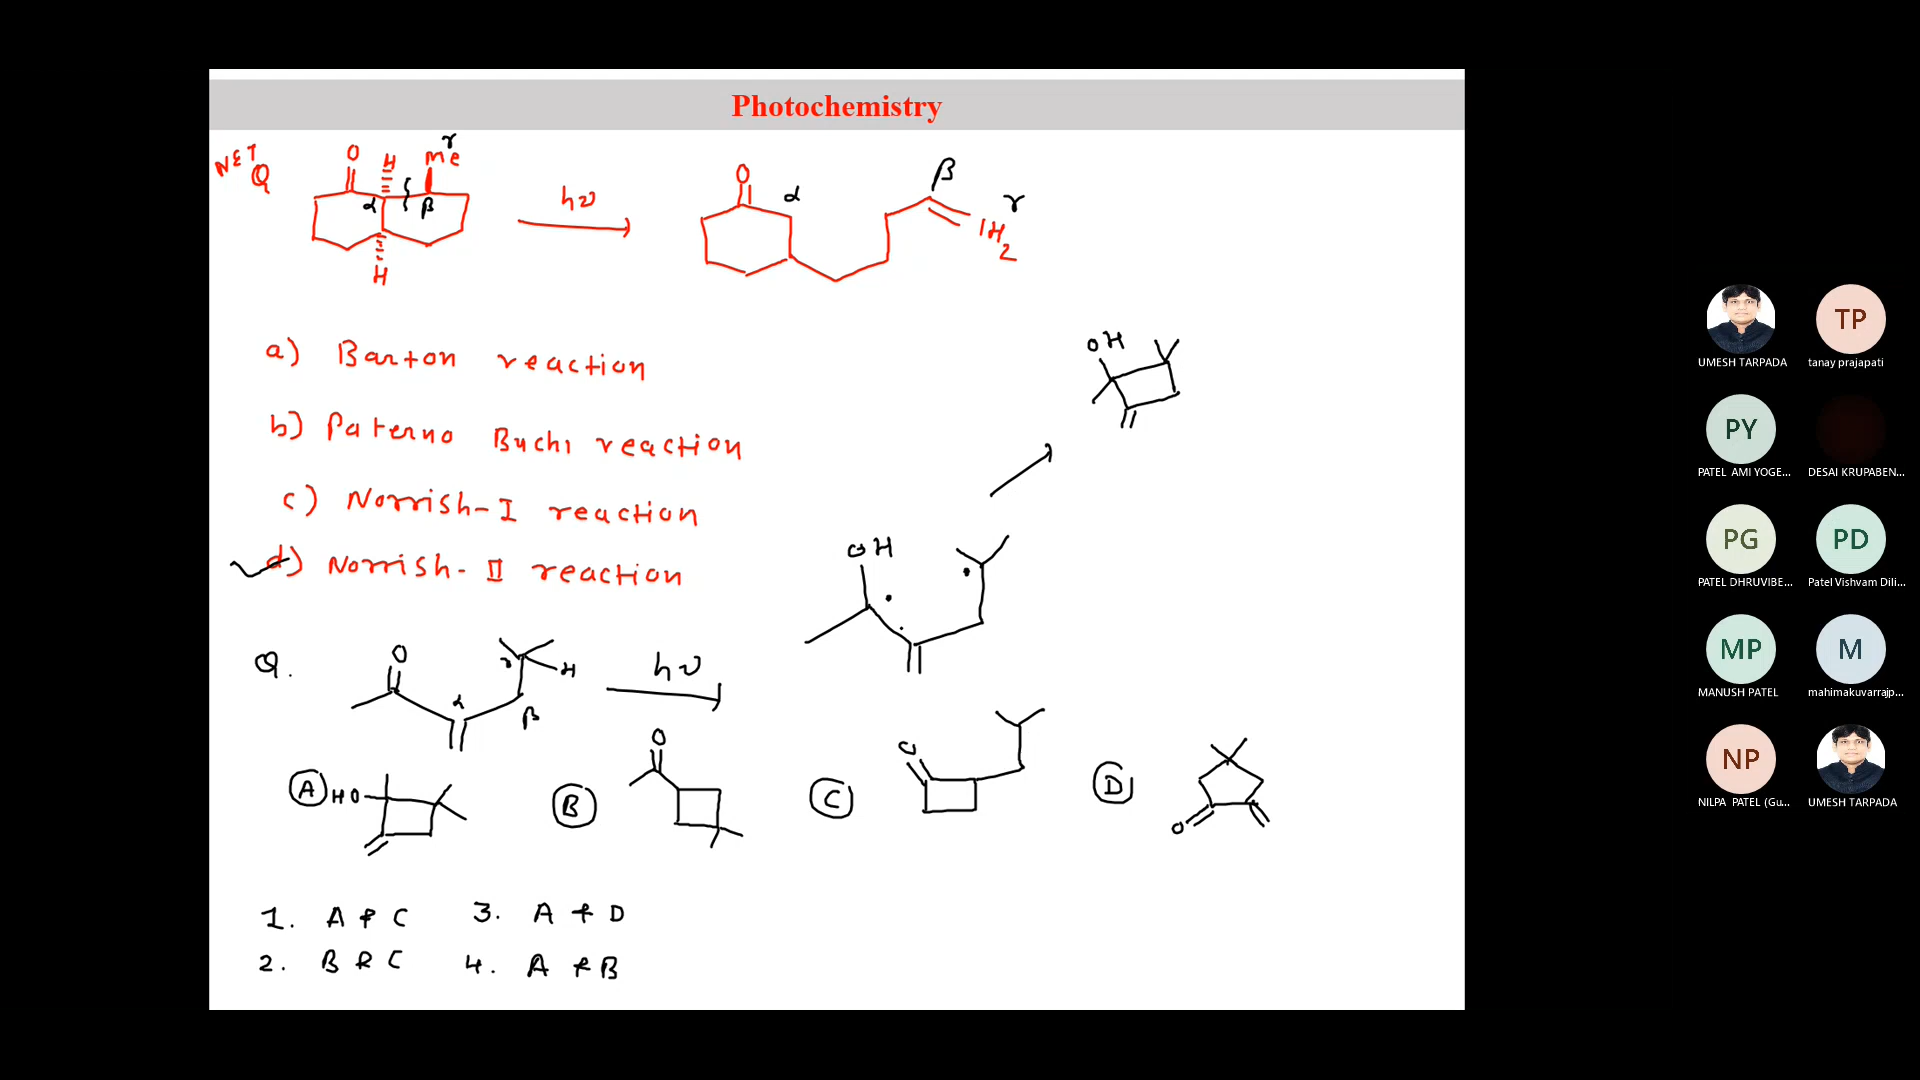 Photochemistry
NET
Q
O
H
Me
γ
α
β
H
hν
O
α
β
γ
1H2
a) Barton reaction
b) Paterno Buchi reaction
c) Norrish-I reaction
d) Norrish-II reaction
OH
OH
Q.
O
γ
H
α
β
hν
A
HO
B
O
C
O
D
O
1. A & C
3. A & D
2. B & C
4. A & B
UMESH TARPADA
TP
tanay prajapati
PY
PATEL AMI YOGE...
DESAI KRUPABEN...
PG
PATEL DHRUVIBE...
PD
Patel Vishvam Dili...
MP
MANUSH PATEL
M
mahimakuvarrajp...
NP
NILPA PATEL (Gu...
UMESH TARPADA